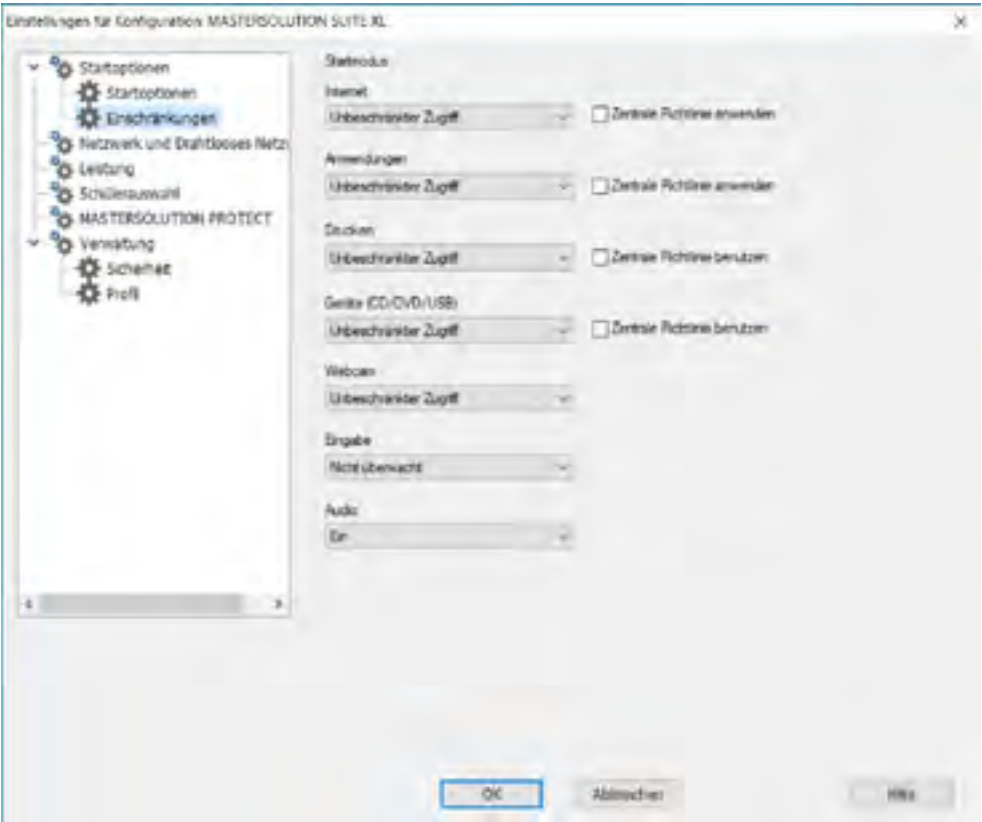 Einstellungen für Konfiguration: MASTERSOLUTION SUITE XL
Startoptionen
Startoptionen
Einschränkungen
Netzwerk und Drahtloses Netz
Leistung
Schülerauswahl
MASTERSOLUTION PROTECT
Verwaltung
Sicherheit
Profil
Startmodus
Internet
Unbeschränkter Zugriff
Zentrale Richtlinie anwenden
Anwendungen
Unbeschränkter Zugriff
Zentrale Richtlinie anwenden
Drucken
Unbeschränkter Zugriff
Zentrale Richtlinie benutzen
Geräte (CD/DVD/USB)
Unbeschränkter Zugriff
Zentrale Richtlinie benutzen
Webcam
Unbeschränkter Zugriff
Eingabe
Nicht überwacht
Audio
Ein
OK
Abbrechen
Hilfe